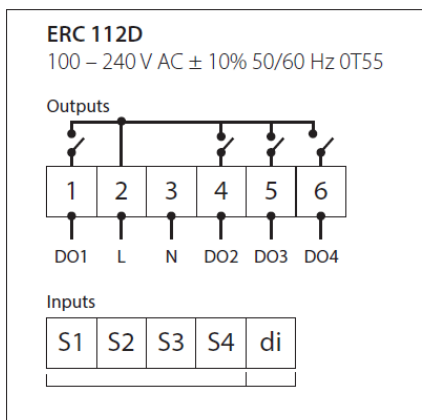 ERC 112D
100 – 240 V AC ± 10% 50/60 Hz 0T55
Outputs
1 2 3 4 5 6
DO1 L N DO2 DO3 DO4
Inputs
S1 S2 S3 S4 di